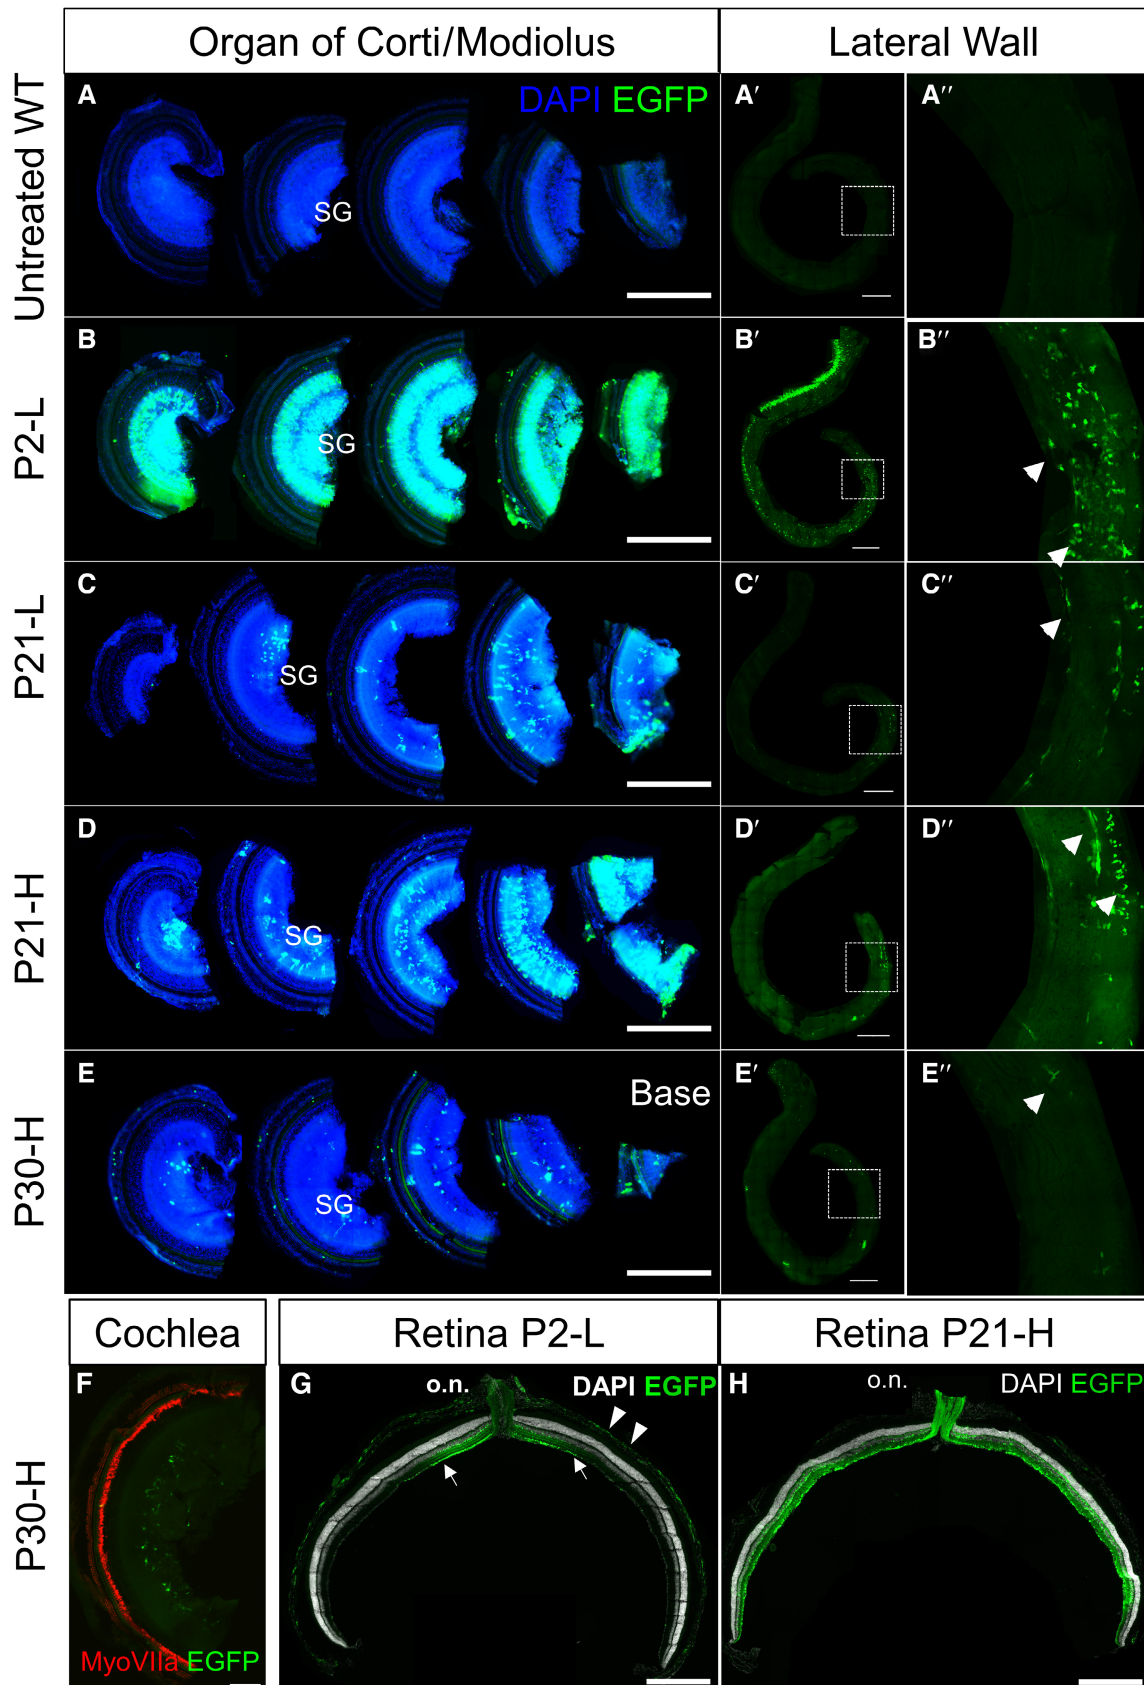 Organ of Corti/Modiolus
Lateral Wall
Untreated WT
A
DAPI EGFP
SG
A′
A″
P2-L
B
SG
B′
B″
P21-L
C
SG
C′
C″
P21-H
D
SG
D′
D″
P30-H
E
Base
SG
E′
E″
Cochlea
Retina P2-L
Retina P21-H
P30-H
F
MyoVIIa EGFP
G
o.n.
DAPI EGFP
H
o.n.
DAPI EGFP